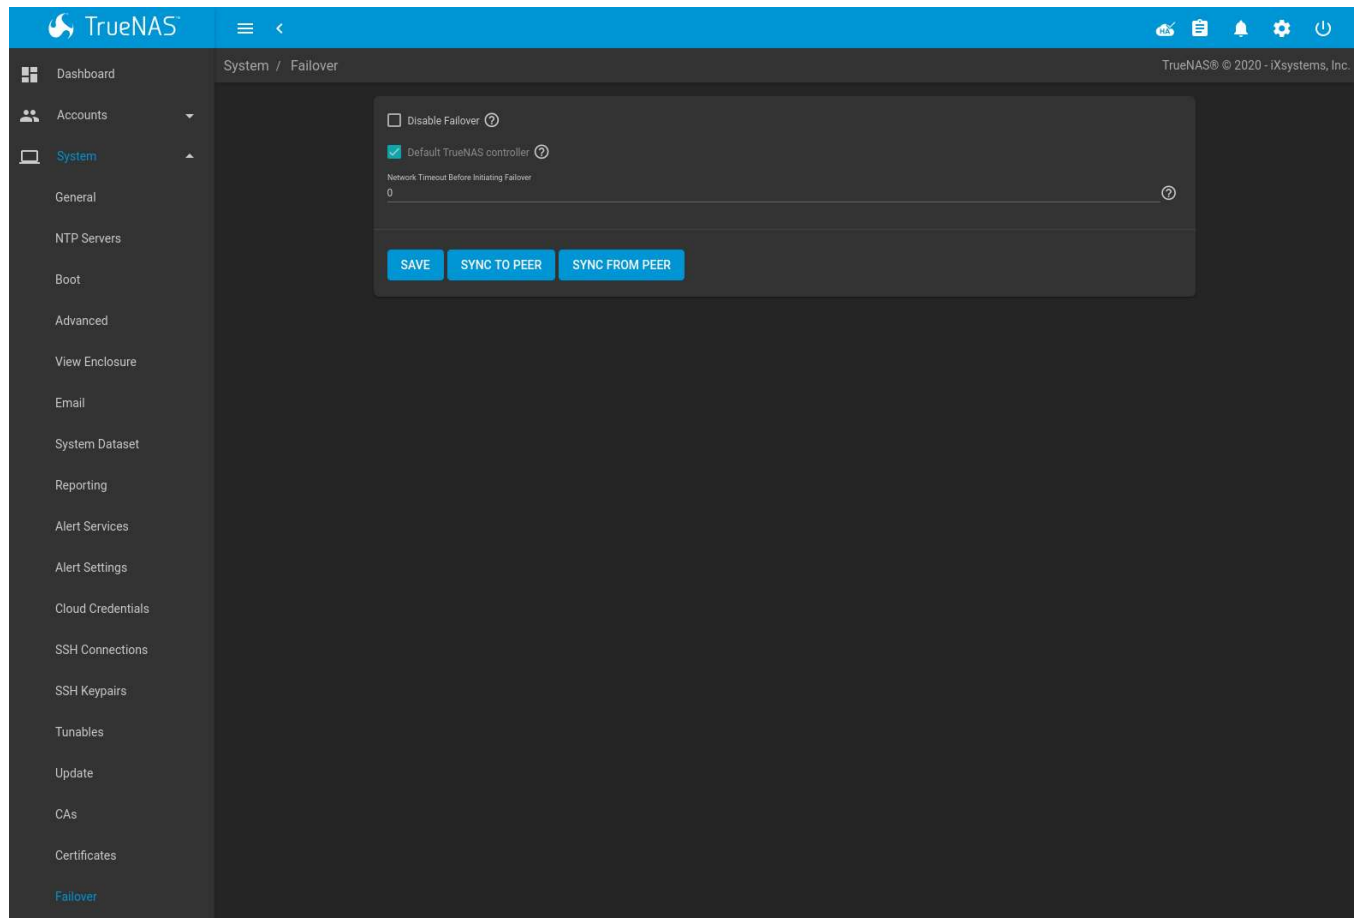 TrueNAS™
HA
Dashboard
System / Failover
TrueNAS® © 2020 - iXsystems, Inc.
Accounts
System
General
NTP Servers
Boot
Advanced
View Enclosure
Email
System Dataset
Reporting
Alert Services
Alert Settings
Cloud Credentials
SSH Connections
SSH Keypairs
Tunables
Update
CAs
Certificates
Failover
Disable Failover
Default TrueNAS controller
Network Timeout Before Initiating Failover
0
SAVE SYNC TO PEER SYNC FROM PEER